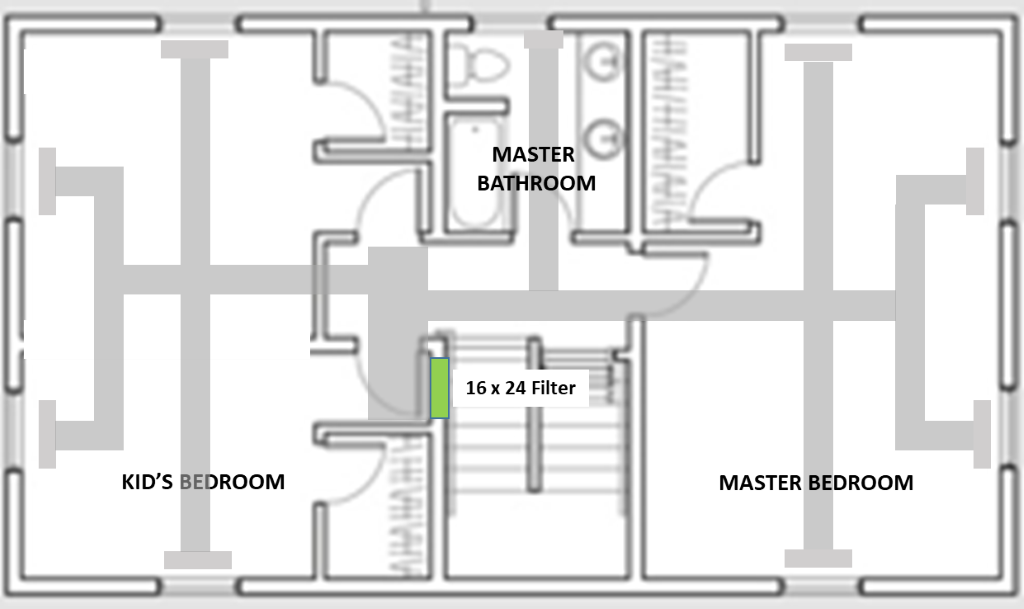 MASTER
BATHROOM
16 x 24 Filter
KID'S BEDROOM
MASTER BEDROOM